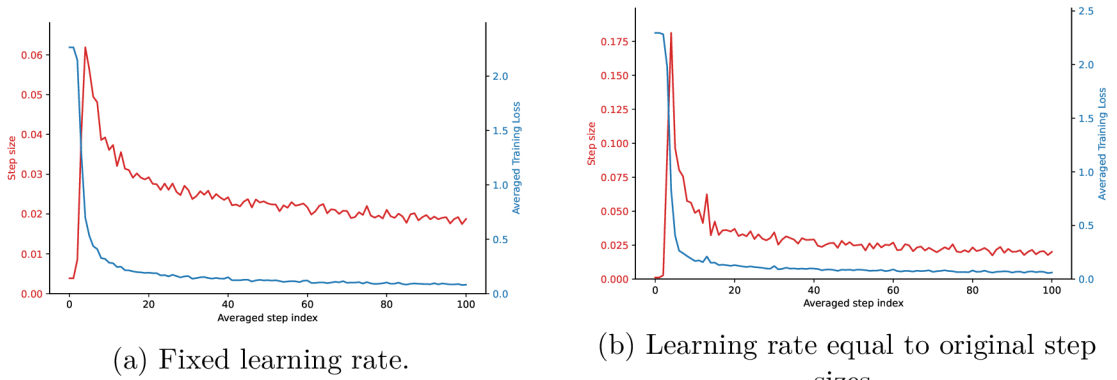 0.06
0.05
0.04
0.03
0.02
0.01
0.00
Step size
2.0
1.5
1.0
0.5
0.0
Averaged Training Loss
0 20 40 60 80 100
Averaged step index
(a) Fixed learning rate.
0.175
0.150
0.125
0.100
0.075
0.050
0.025
0.000
Step size
2.5
2.0
1.5
1.0
0.5
0.0
Averaged Training Loss
0 20 40 60 80 100
Averaged step index
(b) Learning rate equal to original step
sizes